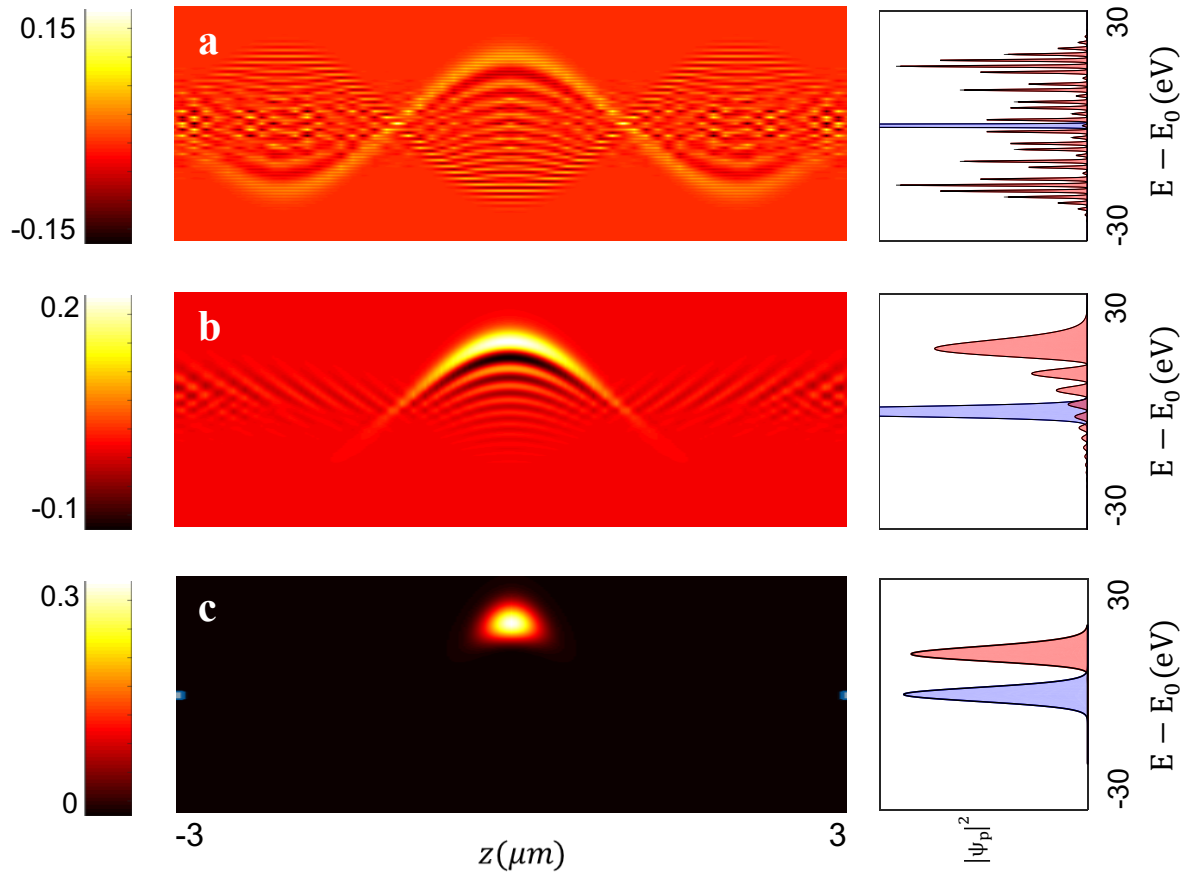 0.15
-0.15
a
30
-30
E − E₀ (eV)
0.2
-0.1
b
30
-30
E − E₀ (eV)
0.3
0
c
30
-30
E − E₀ (eV)
-3
3
z(μm)
|ψₚ|²